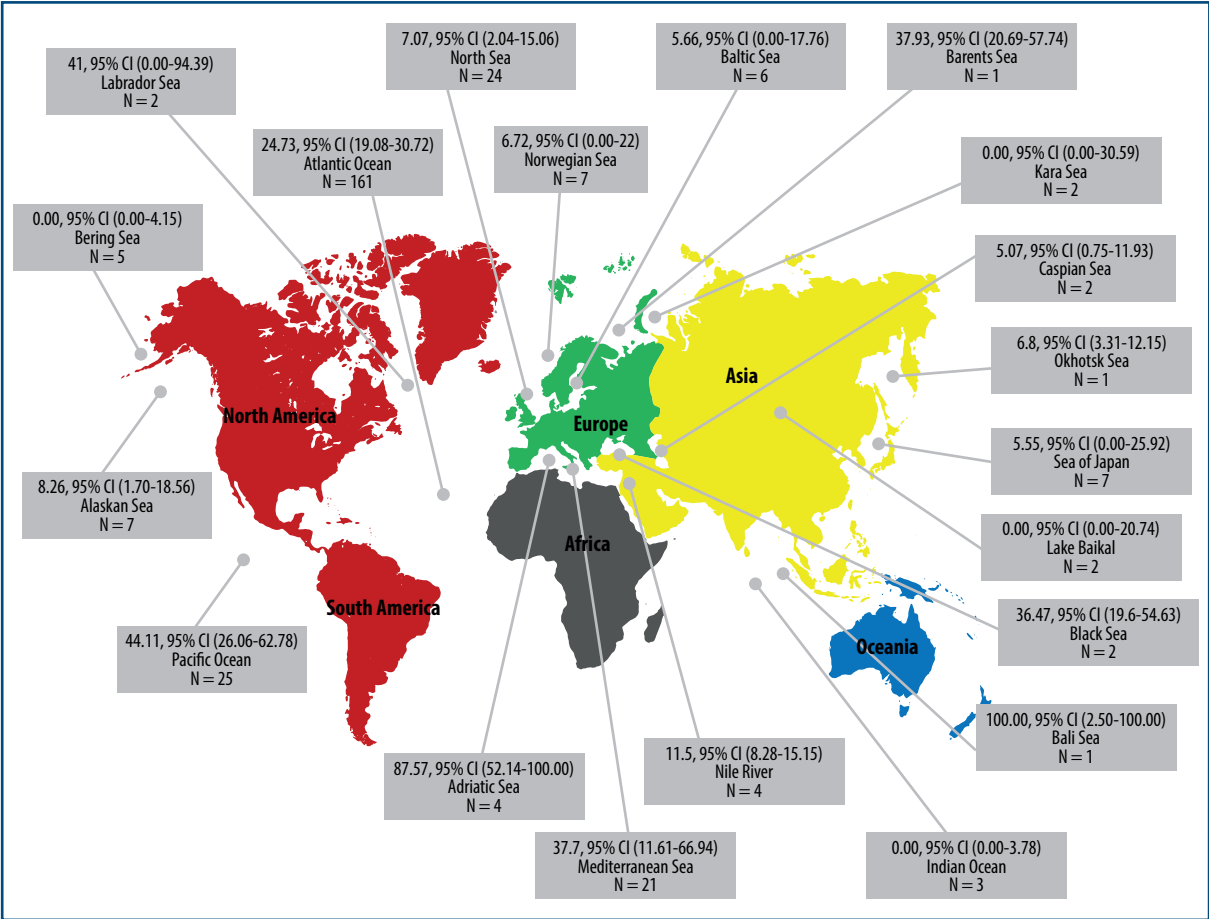 7.07, 95% CI (2.04-15.06)
North Sea
N = 24
5.66, 95% CI (0.00-17.76)
Baltic Sea
N = 6
37.93, 95% CI (20.69-57.74)
Barents Sea
N = 1
41, 95% CI (0.00-94.39)
Labrador Sea
N = 2
24.73, 95% CI (19.08-30.72)
Atlantic Ocean
N = 161
6.72, 95% CI (0.00-22)
Norwegian Sea
N = 7
0.00, 95% CI (0.00-30.59)
Kara Sea
N = 2
0.00, 95% CI (0.00-4.15)
Bering Sea
N = 5
5.07, 95% CI (0.75-11.93)
Caspian Sea
N = 2
6.8, 95% CI (3.31-12.15)
Okhotsk Sea
N = 1
Asia
North America
Europe
5.55, 95% CI (0.00-25.92)
Sea of Japan
N = 7
8.26, 95% CI (1.70-18.56)
Alaskan Sea
N = 7
0.00, 95% CI (0.00-20.74)
Lake Baikal
N = 2
Africa
South America
36.47, 95% CI (19.6-54.63)
Black Sea
N = 2
44.11, 95% CI (26.06-62.78)
Pacific Ocean
N = 25
Oceania
100.00, 95% CI (2.50-100.00)
Bali Sea
N = 1
87.57, 95% CI (52.14-100.00)
Adriatic Sea
N = 4
11.5, 95% CI (8.28-15.15)
Nile River
N = 4
37.7, 95% CI (11.61-66.94)
Mediterranean Sea
N = 21
0.00, 95% CI (0.00-3.78)
Indian Ocean
N = 3